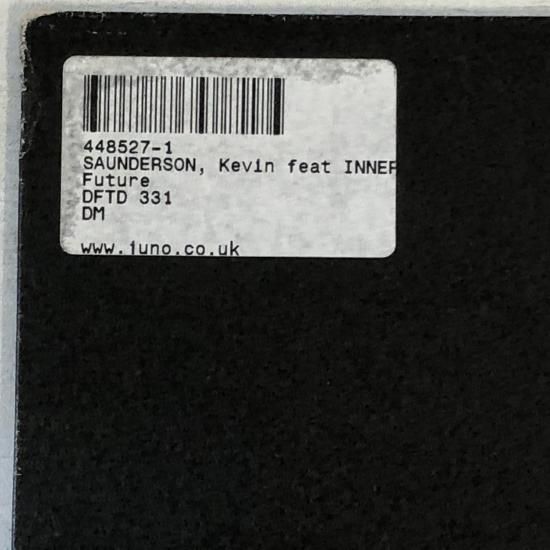 448527-1
SAUNDERSON, Kevin feat INNER
Future
DFTD 331
DM
www.juno.co.uk